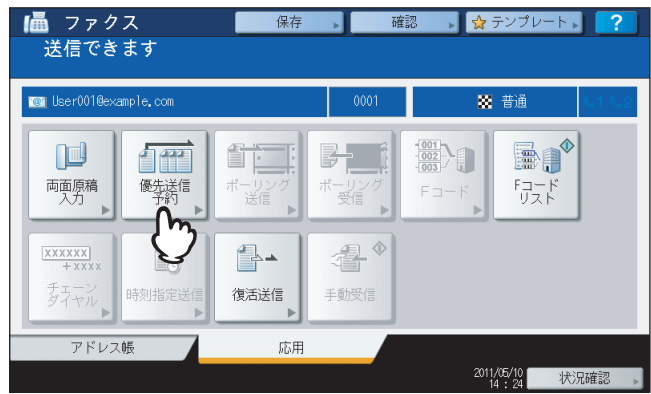 ファクス
保存
確認
テンプレート
?
送信できます
User001@example.com
0001
普通
1 2
両面原稿
入力
優先送信
予約
ポーリング
送信
ポーリング
受信
001
002
003
Fコード
Fコード
リスト
XXXXXX
+XXXX
チェーン
ダイヤル
時刻指定送信
復活送信
手動受信
アドレス帳
応用
2011/05/10
14:24
状況確認